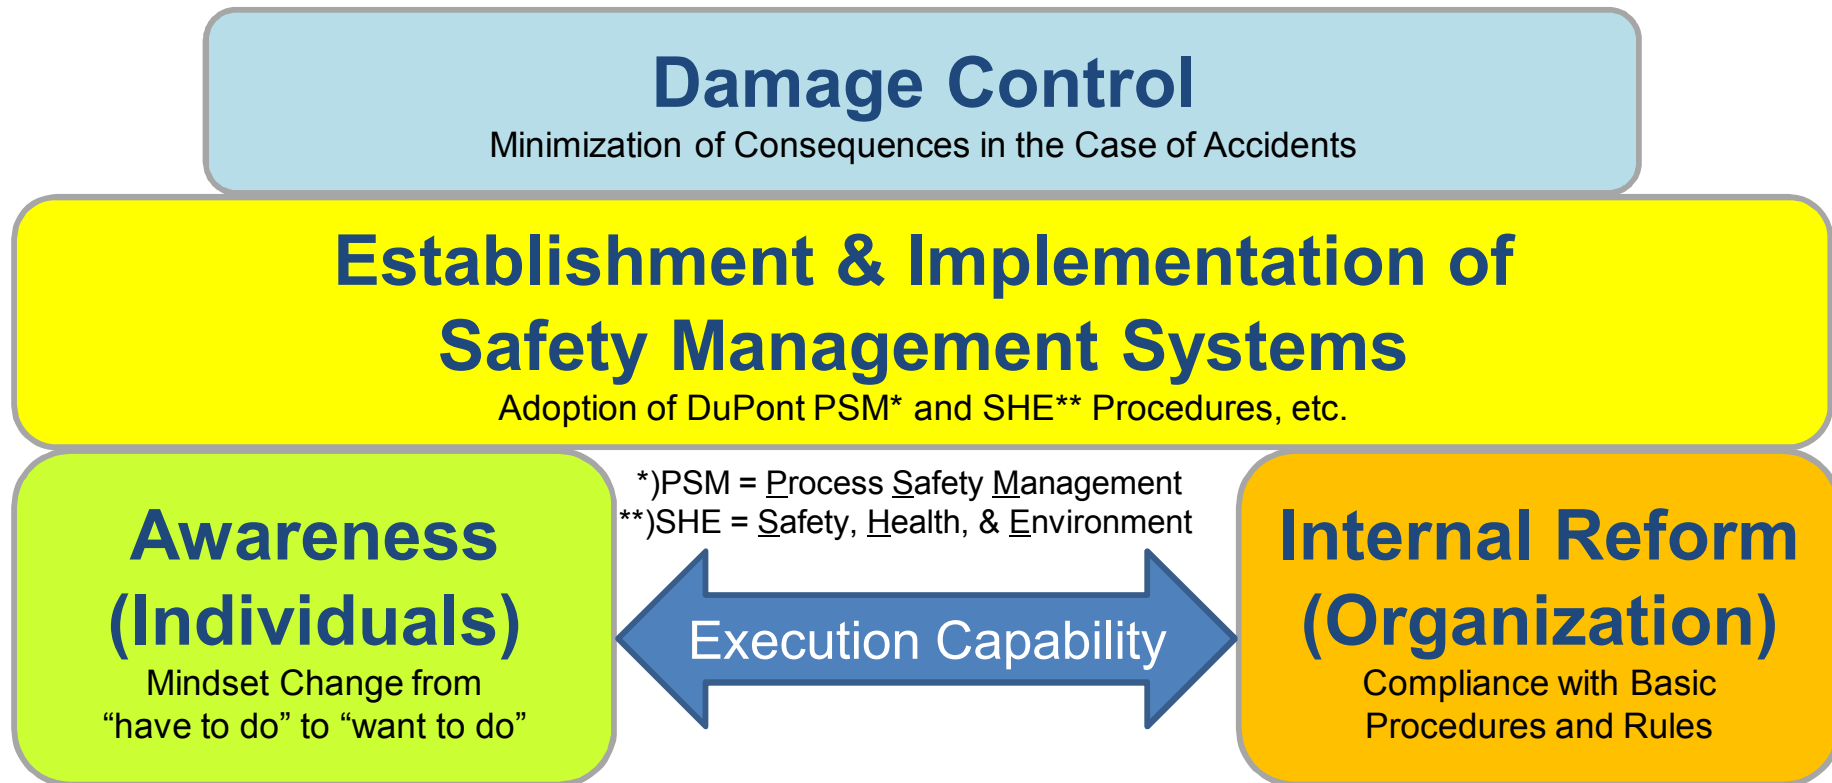 Damage Control
Minimization of Consequences in the Case of Accidents
Establishment & Implementation of
Safety Management Systems
Adoption of DuPont PSM* and SHE** Procedures, etc.
*)PSM = Process Safety Management
**)SHE = Safety, Health, & Environment
Awareness
(Individuals)
Mindset Change from
“have to do” to “want to do”
Execution Capability
Internal Reform
(Organization)
Compliance with Basic
Procedures and Rules